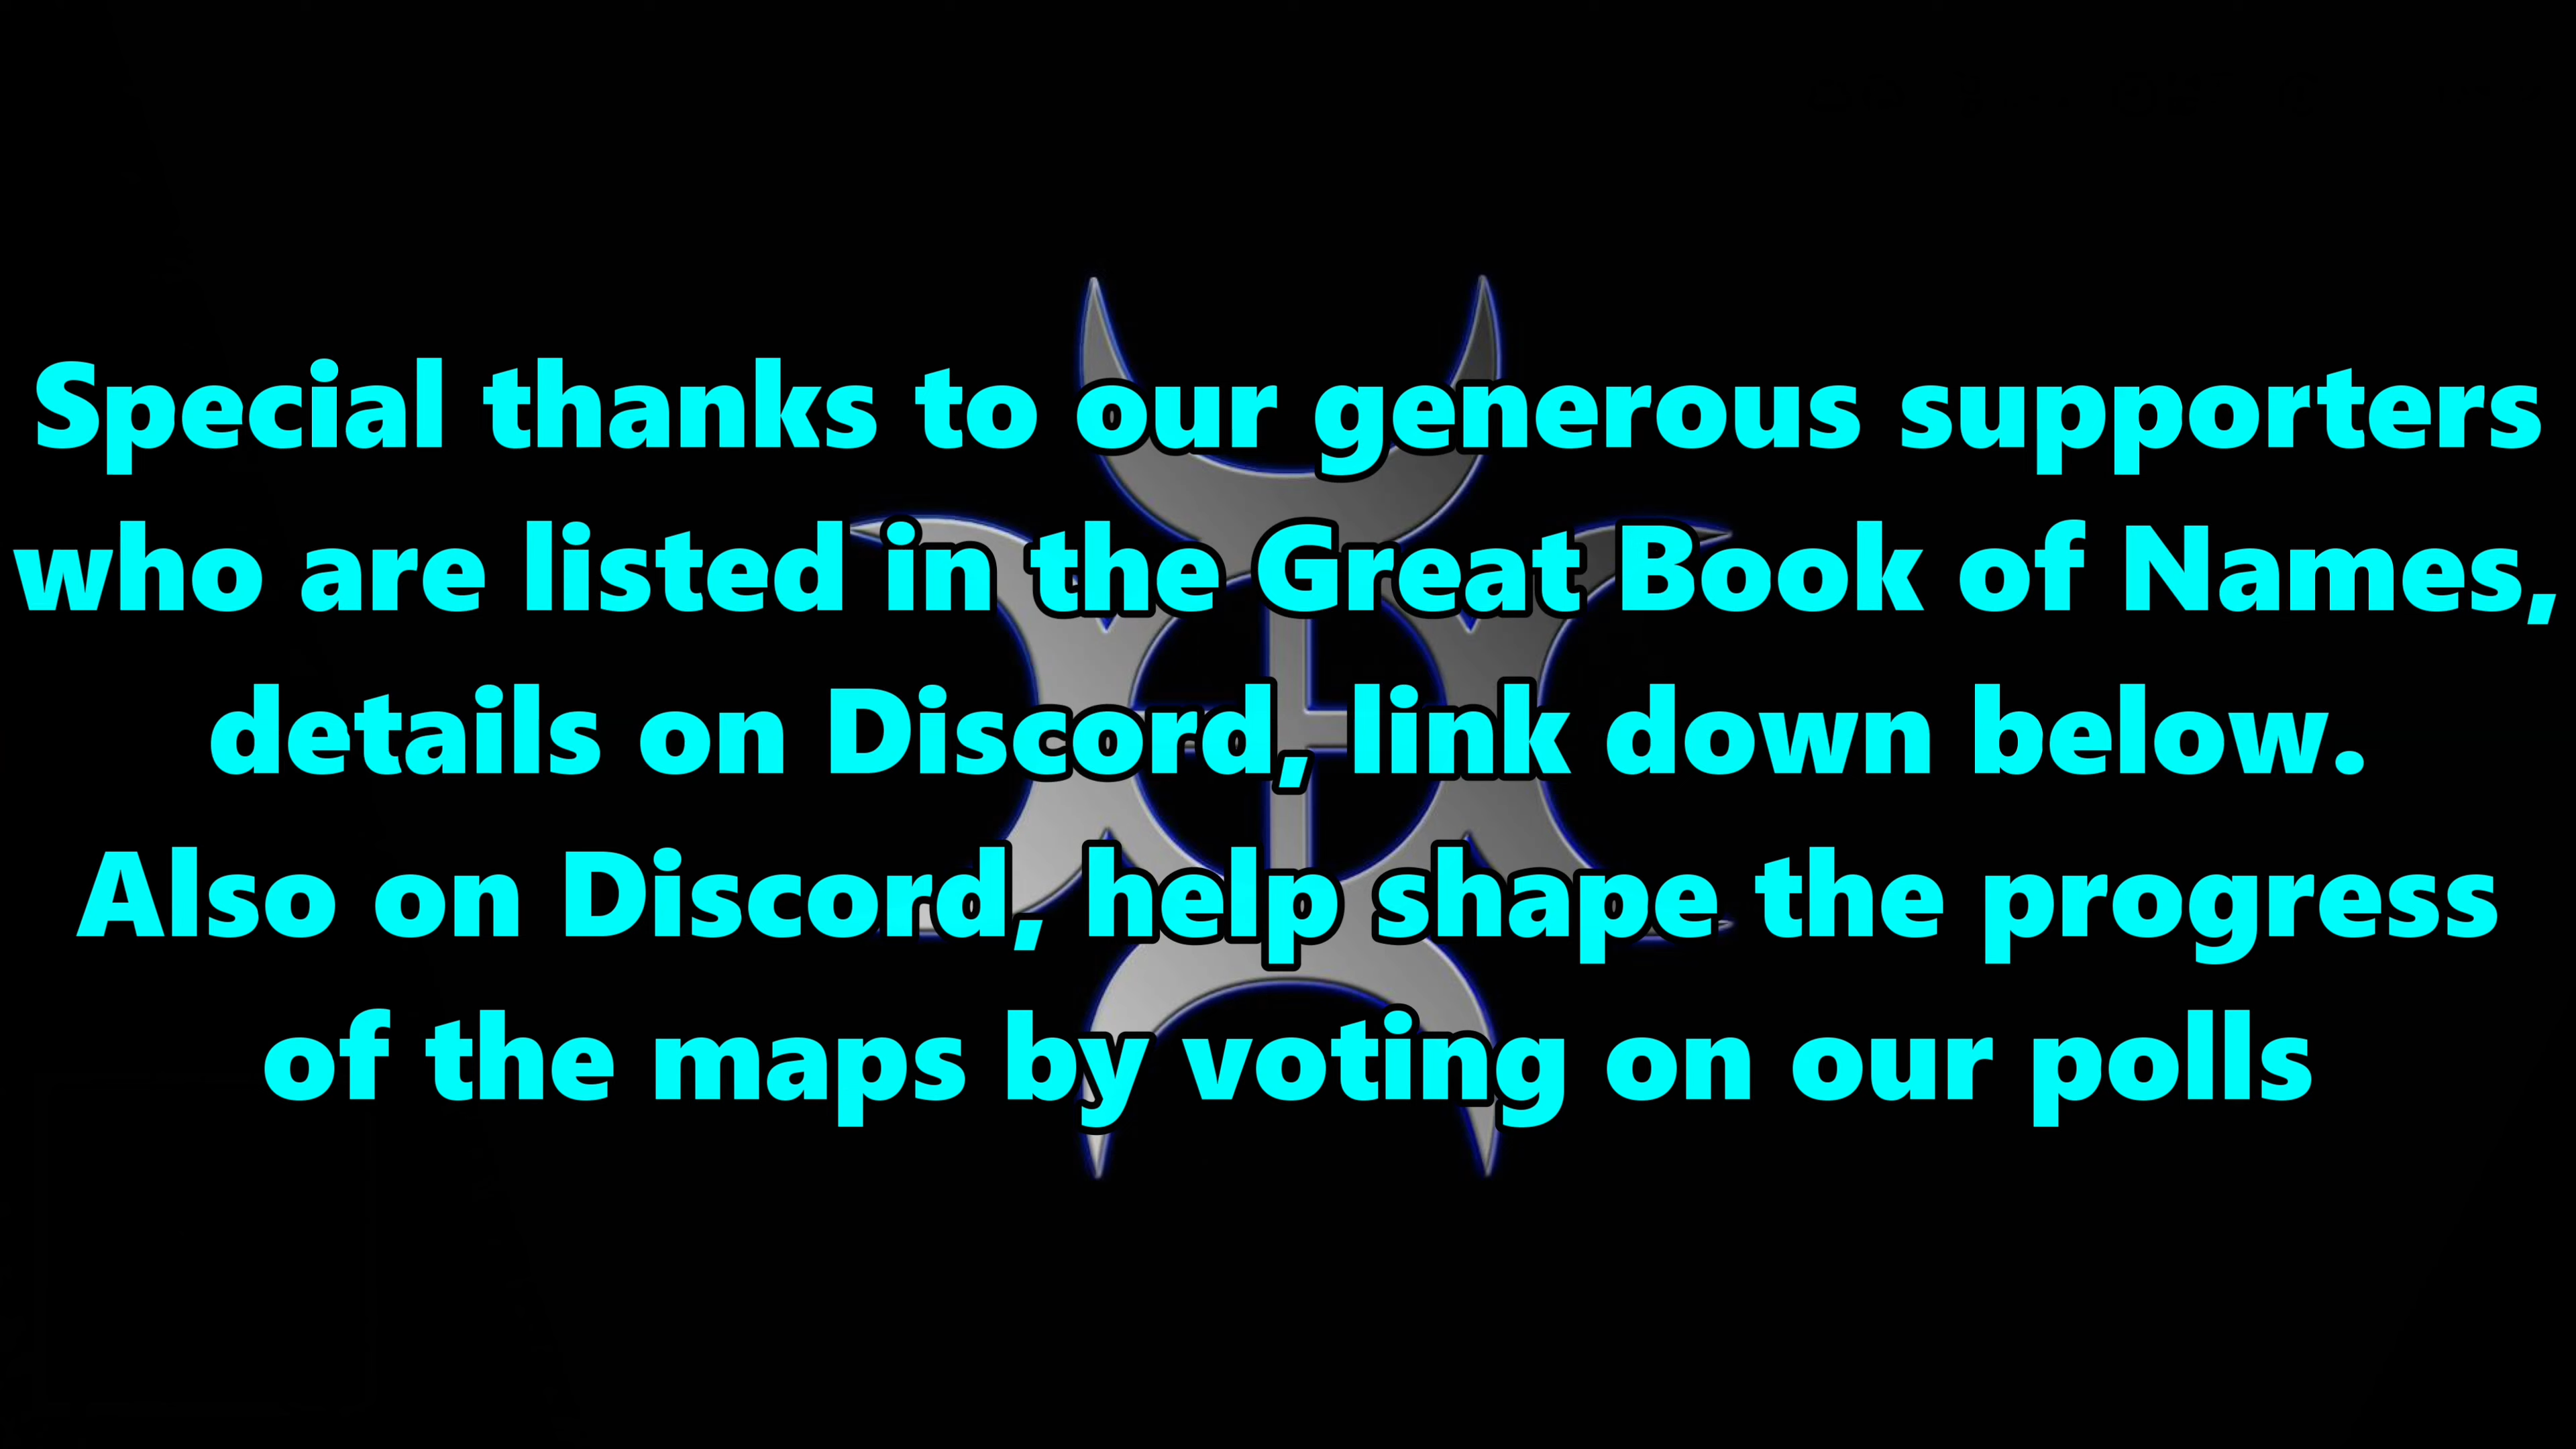 Special thanks to our generous supporters
who are listed in the Great Book of Names,
details on Discord, link down below.
Also on Discord, help shape the progress
of the maps by voting on our polls